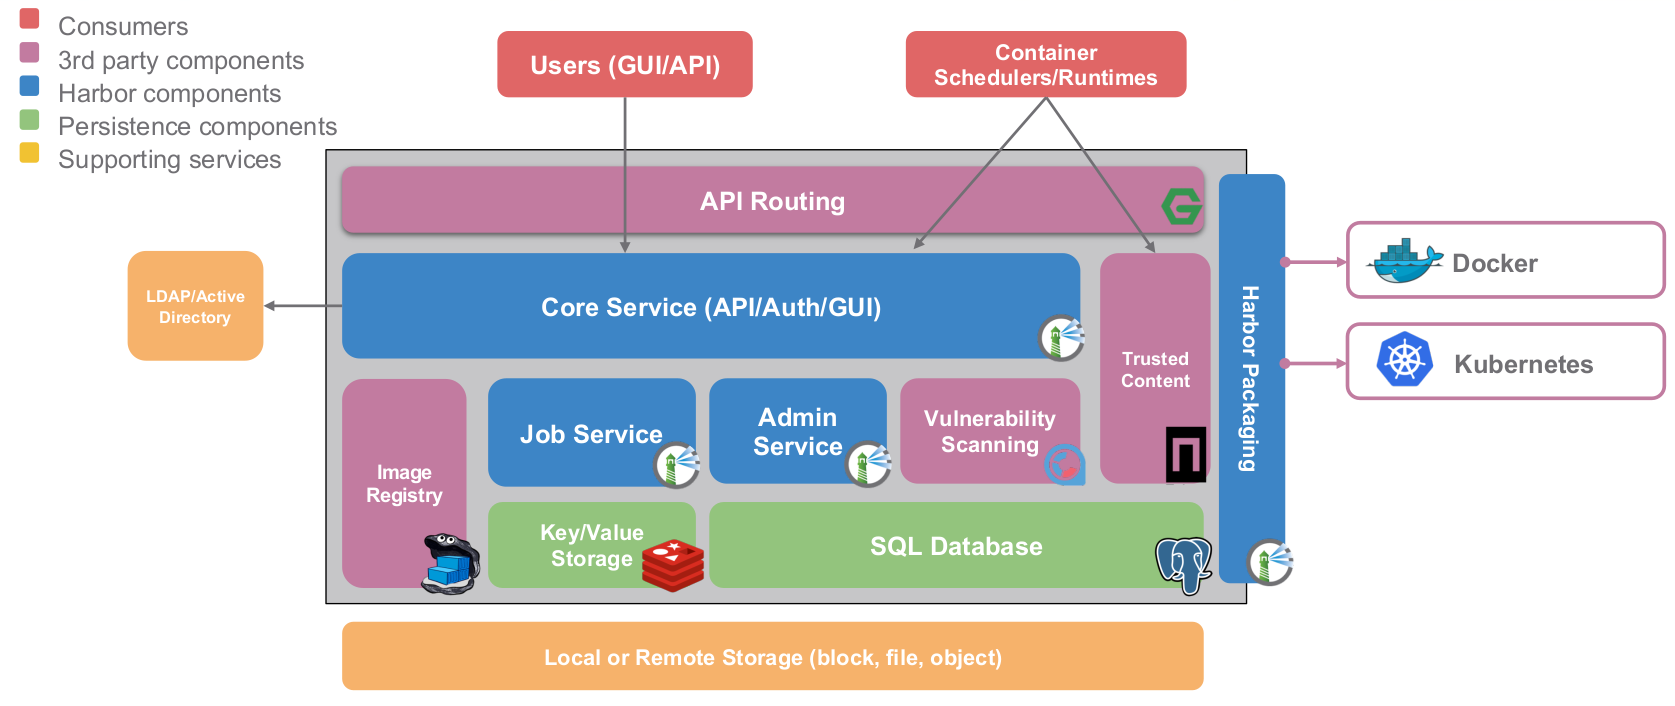 Consumers
3rd party components
Harbor components
Persistence components
Supporting services
Users (GUI/API)
Container
Schedulers/Runtimes
API Routing
LDAP/Active
Directory
Core Service (API/Auth/GUI)
Trusted
Content
Harbor Packaging
Docker
Kubernetes
Image
Registry
Job Service
Admin
Service
Vulnerability
Scanning
Key/Value
Storage
SQL Database
Local or Remote Storage (block, file, object)